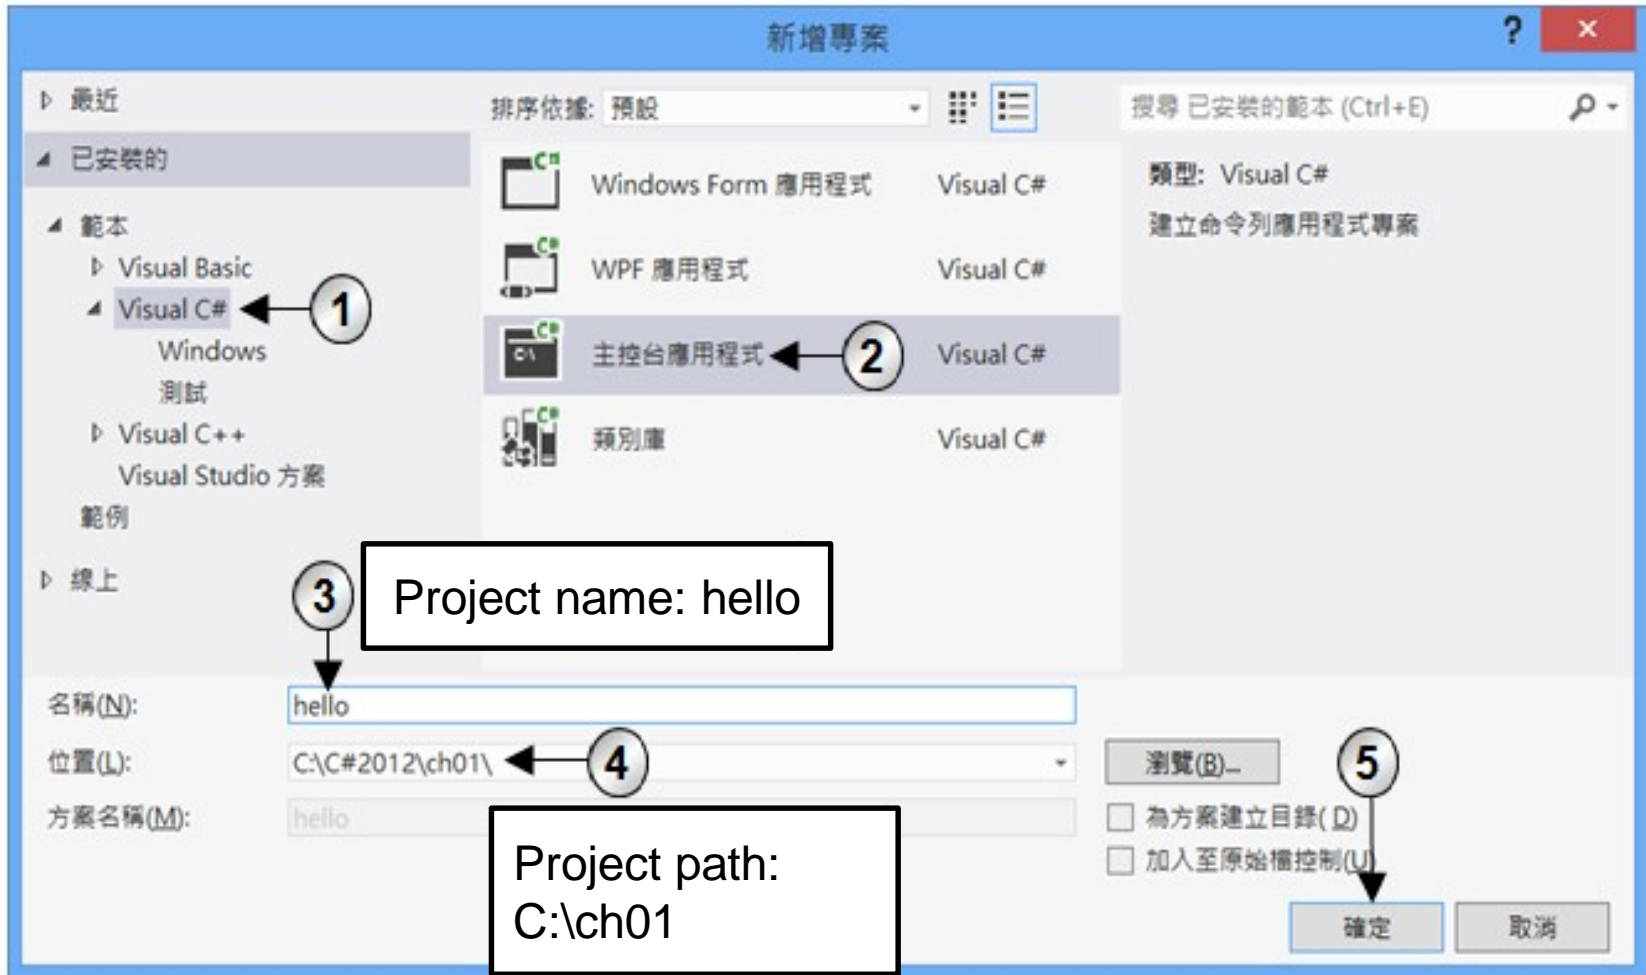 新增專案
?
最近
已安裝的
範本
Visual Basic
Visual C#
1
Windows
測試
Visual C++
Visual Studio 方案
範例
線上
排序依據: 預設
Windows Form 應用程式 Visual C#
WPF 應用程式 Visual C#
主控台應用程式 2 Visual C#
類別庫 Visual C#
搜尋 已安裝的範本 (Ctrl+E)
類型: Visual C#
建立命令列應用程式專案
3
Project name: hello
名稱(N): hello
位置(L): C:\C#2012\ch01\ 4
瀏覽(B)...
5
方案名稱(M): hello
為方案建立目錄( D)
加入至原始檔控制(U)
Project path:
C:\ch01
確定 取消